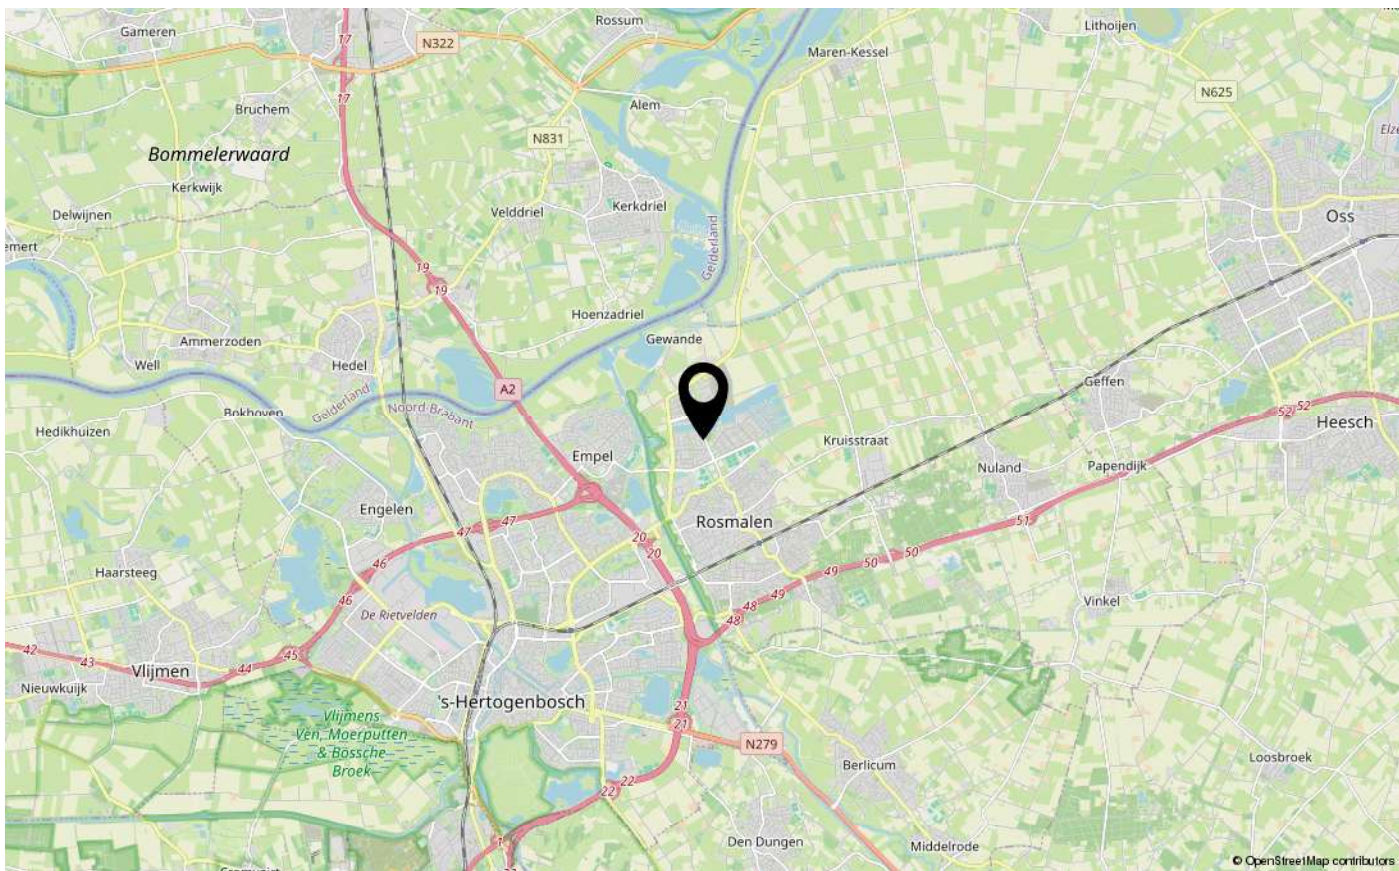 Gameren
17
N322
Rossum
Lithoijen
Maren-Kessel
N625
17
Bruchem
Alem
N831
Bommelerwaard
Kerkwijk
Delwijnen
Velddriel
Kerkdriel
Oss
Gelderland
19
19
Hoenzadriel
Gewande
Ammerzoden
Well
Hedel
A2
Geffen
Gelderland
Noord-Brabant
Bokhoven
52
52
Heesch
Hedikhuizen
Kruisstraat
Empel
Nuland
Papendijk
Engelen
47
47
Rosmalen
51
20
20
50
50
46
49
49
Haarsteeg
46
48
48
Vinkel
De Rietvelden
42
43
44
45
Vlijmen
Nieuwkuijk
's-Hertogenbosch
21
21
Vlijmens
Ven, Moerputten
& Bossche
Broek
N279
Berlicum
Loosbroek
22
22
Den Dungen
Middelrode
© OpenStreetMap contributors